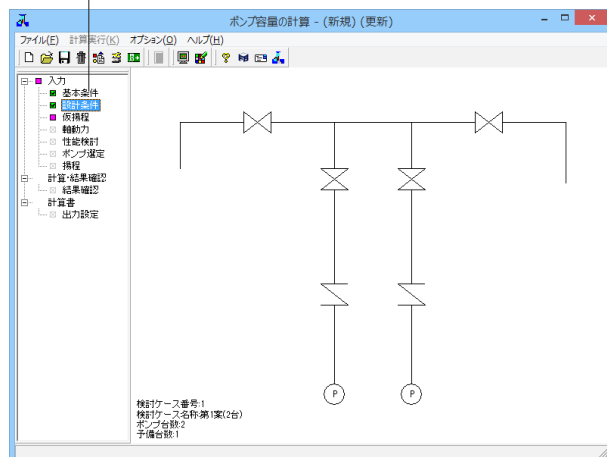 ポンプ容量の計算 - (新規) (更新)
ファイル(F) 計算実行(K) オプション(O) ヘルプ(H)
入力
基本条件
設計条件
仮揚程
軸動力
性能検討
ポンプ選定
揚程
計算・結果確認
結果確認
計算書
出力設定
P P
検討ケース番号:1
検討ケース名称:第1案(2台)
ポンプ台数:2
予備台数:1